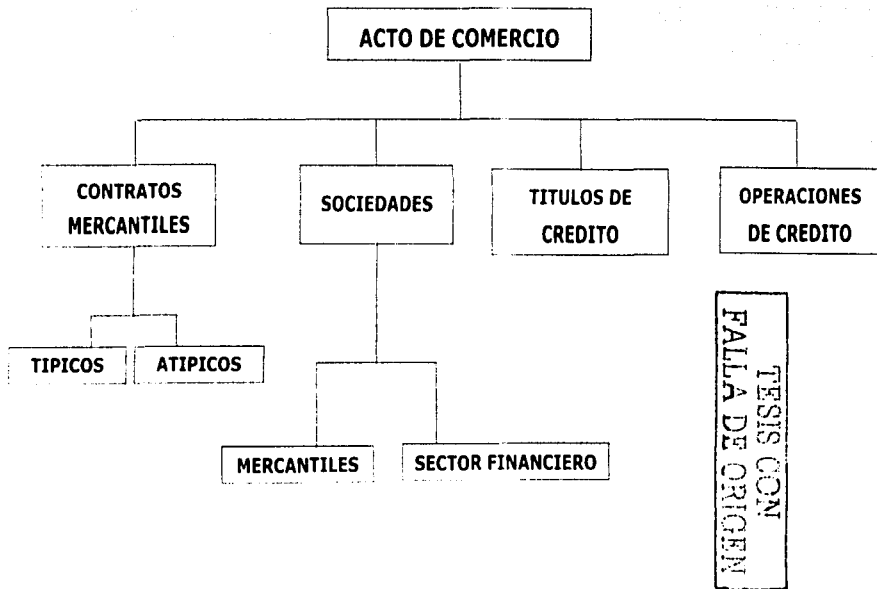 ACTO DE COMERCIO
CONTRATOS
MERCANTILES
SOCIEDADES
TITULOS DE
CREDITO
OPERACIONES
DE CREDITO
TIPICOS
ATIPICOS
MERCANTILES
SECTOR FINANCIERO
TESIS CON
FALLA DE ORIGEN